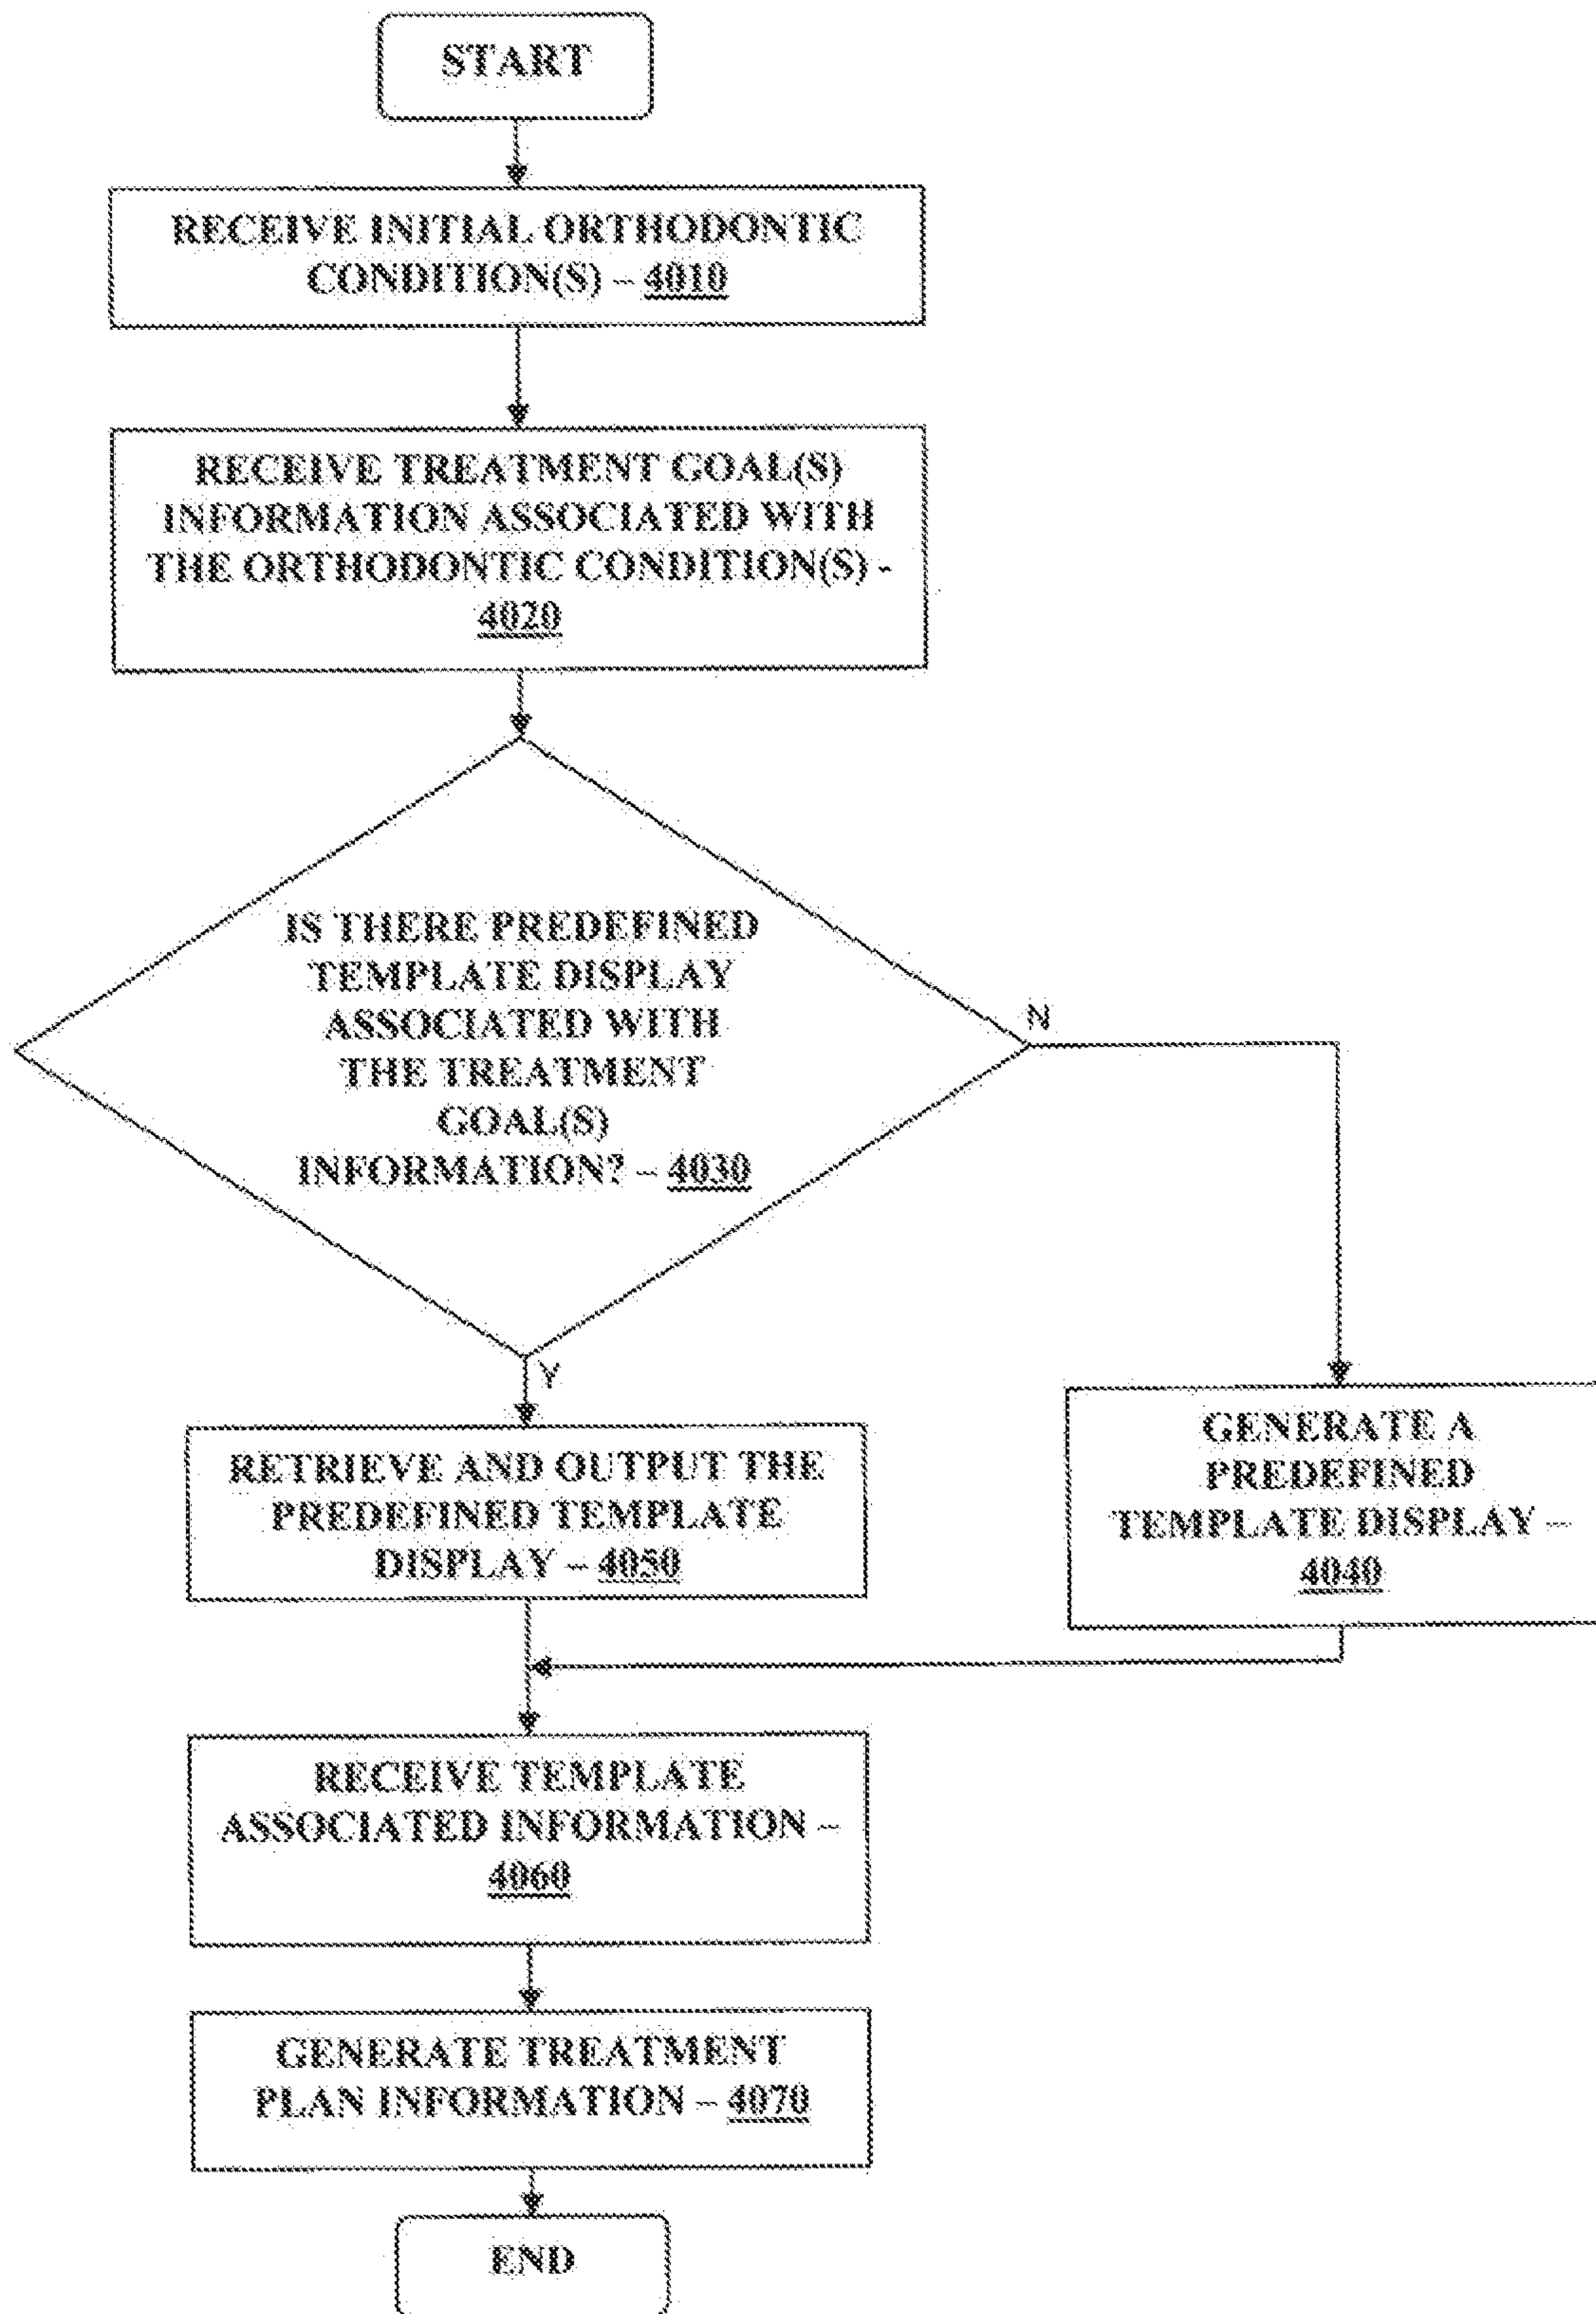 START
RECEIVE INITIAL ORTHODONTIC
CONDITION(S) – 4010
RECEIVE TREATMENT GOAL(S)
INFORMATION ASSOCIATED WITH
THE ORTHODONTIC CONDITION(S) -
4020
IS THERE PREDEFINED
TEMPLATE DISPLAY
ASSOCIATED WITH
THE TREATMENT
GOAL(S)
INFORMATION? – 4030
N
Y
RETRIEVE AND OUTPUT THE
PREDEFINED TEMPLATE
DISPLAY – 4050
GENERATE A
PREDEFINED
TEMPLATE DISPLAY –
4040
RECEIVE TEMPLATE
ASSOCIATED INFORMATION –
4060
GENERATE TREATMENT
PLAN INFORMATION – 4070
END